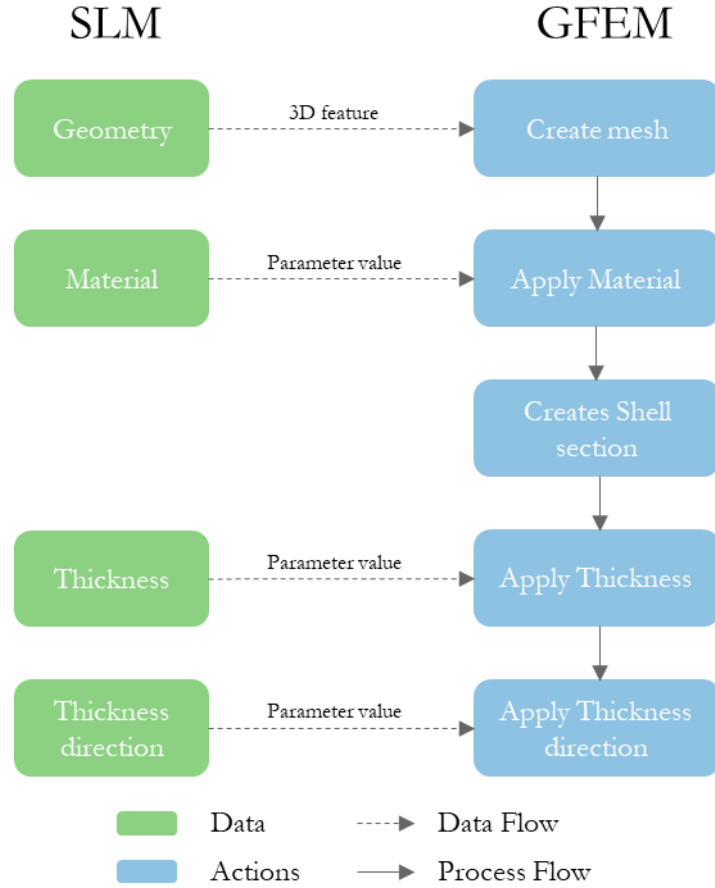 SLM
GFEM
Geometry
3D feature
Create mesh
Material
Parameter value
Apply Material
Creates Shell
section
Thickness
Parameter value
Apply Thickness
Thickness
direction
Parameter value
Apply Thickness
direction
Data
Data Flow
Actions
Process Flow